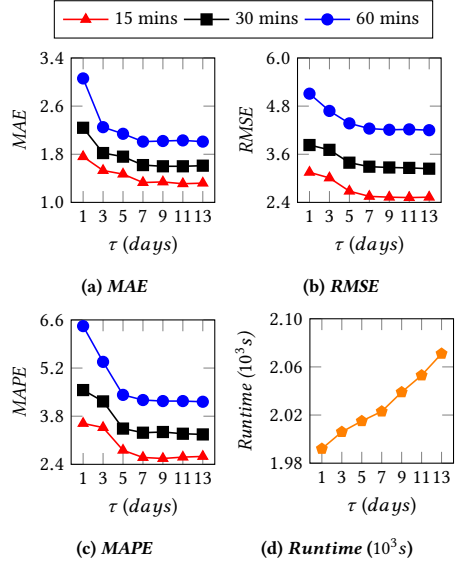 15 mins 30 mins 60 mins
3.4
2.6
1.8
1.0
MAE
1 3 5 7 9 11 13
τ (days)
(a) MAE
6.0
4.8
3.6
2.4
RMSE
1 3 5 7 9 11 13
τ (days)
(b) RMSE
6.6
5.2
3.8
2.4
MAPE
1 3 5 7 9 11 13
τ (days)
(c) MAPE
2.10
2.06
2.02
1.98
Runtime (10³s)
1 3 5 7 9 11 13
τ (days)
(d) Runtime (10³s)